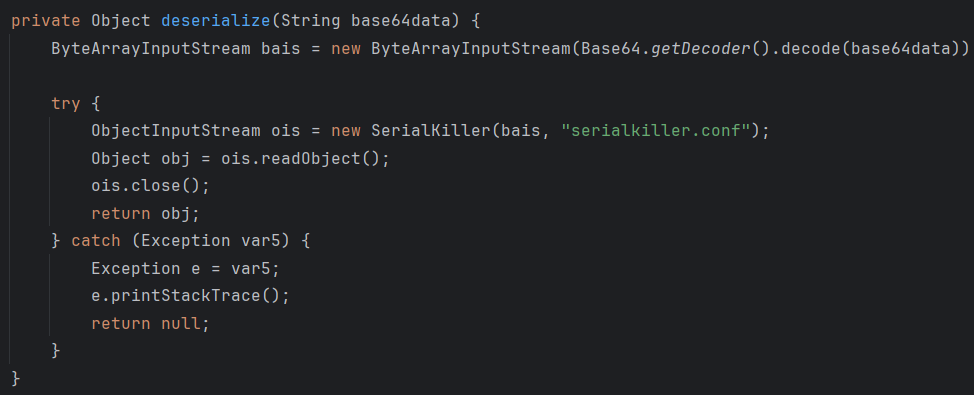 private Object deserialize(String base64data) {
    ByteArrayInputStream bais = new ByteArrayInputStream(Base64.getDecoder().decode(base64data))
    try {
        ObjectInputStream ois = new SerialKiller(bais, "serialkiller.conf");
        Object obj = ois.readObject();
        ois.close();
        return obj;
    } catch (Exception var5) {
        Exception e = var5;
        e.printStackTrace();
        return null;
    }
}